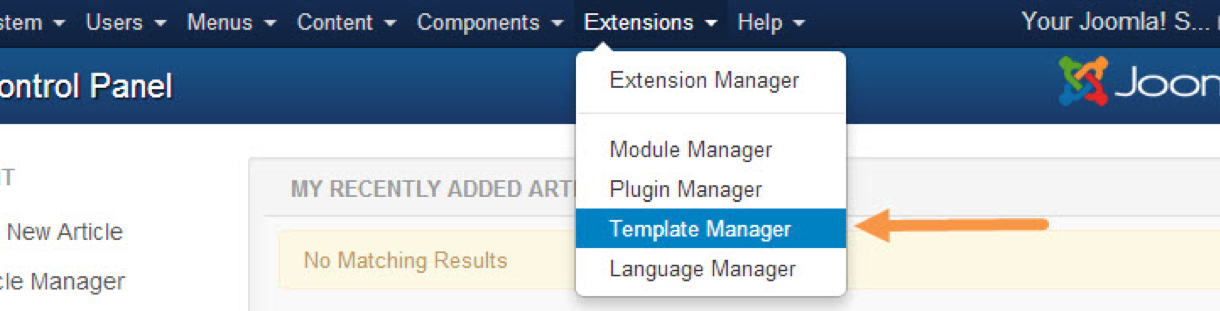 stem Users Menus Content Components Extensions Help Your Joomla! S...
ontrol Panel
Joon
Extension Manager
Module Manager
Plugin Manager
Template Manager
Language Manager
T
New Article
cle Manager
MY RECENTLY ADDED ARTI
No Matching Results